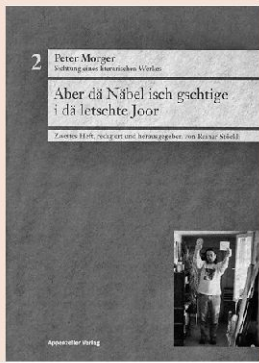 2
Peter Morger
Sichtung eines literarischen Werkes
Aber dä Näbel isch gschtige
i dä letschte Joor
Zweites Heft, redigiert und herausgegeben von Rainer Stöckli
Appenzeller Verlag